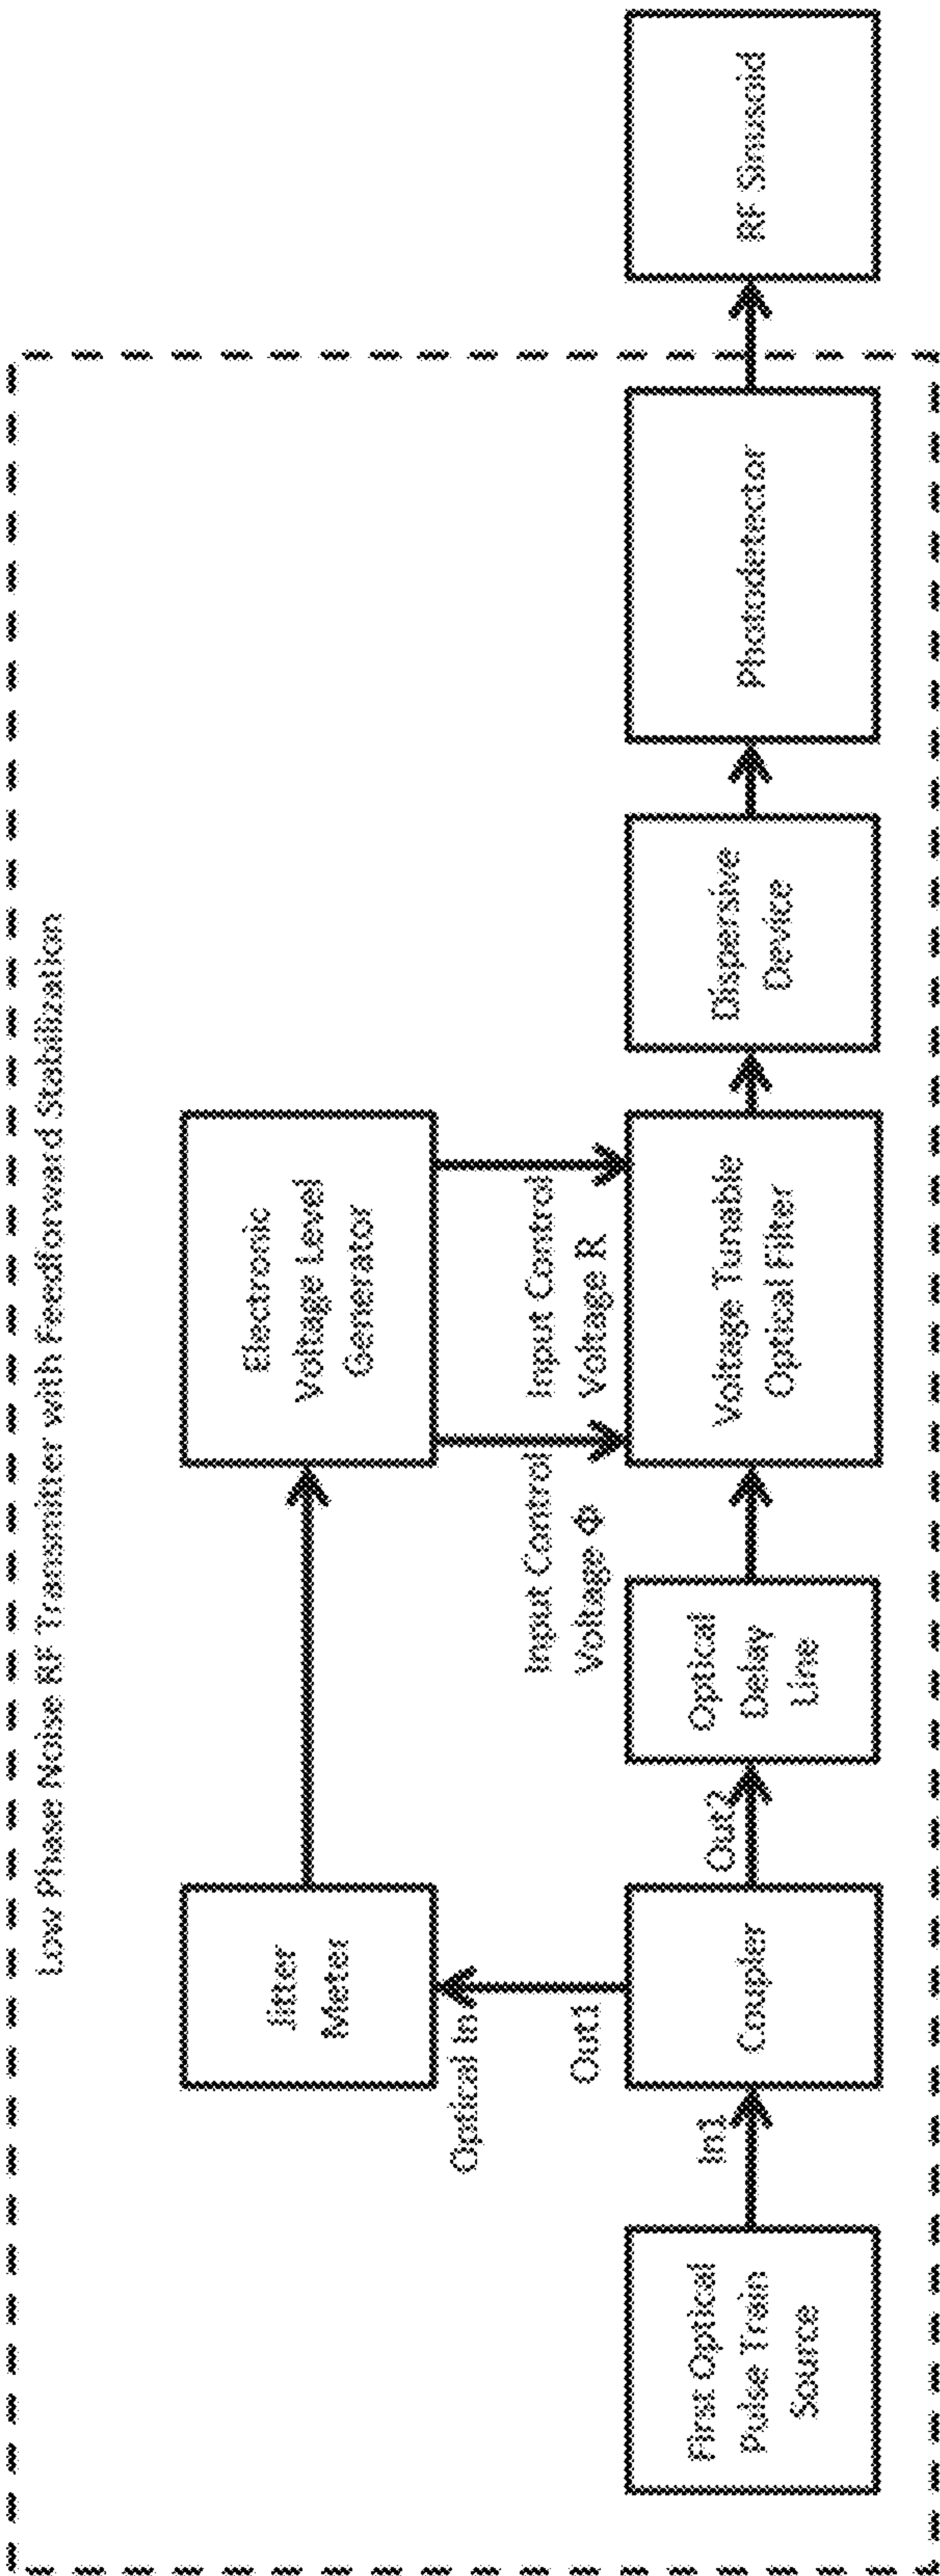 Low Phase Noise RF Transmitter with Feedforward Stabilization
Jitter
Meter
Electronic
Voltage Level
Generator
Optical In
Out1
Input Control
Voltage Φ
Input Control
Voltage R
First Optical
Pulse Train
Source
In1
Coupler
Out2
Optical
Delay
Line
Voltage Tunable
Optical Filter
Dispersive
Device
Photodetector
RF Sinusoid